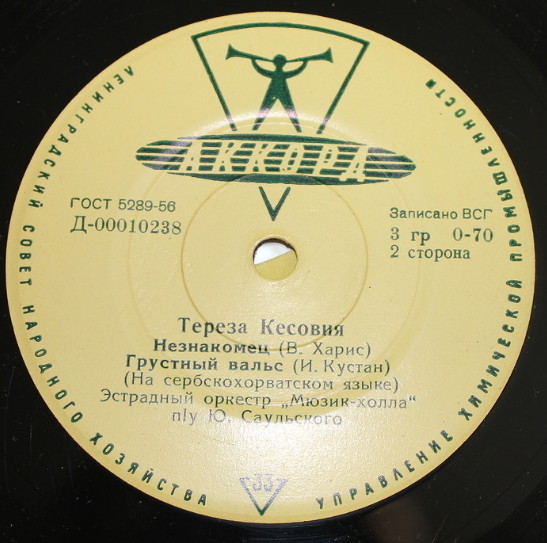 ЛЕНИНГРАДСКИЙ СОВЕТ НАРОДНОГО ХОЗЯЙСТВА
УПРАВЛЕНИЕ ХИМИЧЕСКОЙ ПРОМЫШЛЕННОСТИ
АККОРД
ГОСТ 5289-56
Д-00010238
Записано ВСГ
3 гр 0-70
2 сторона
Тереза Кесовия
Незнакомец (В. Харис)
Грустный вальс (И. Кустан)
(На сербскохорватском языке)
Эстрадный оркестр „Мюзик-холла"
п/у Ю. Саульского
33